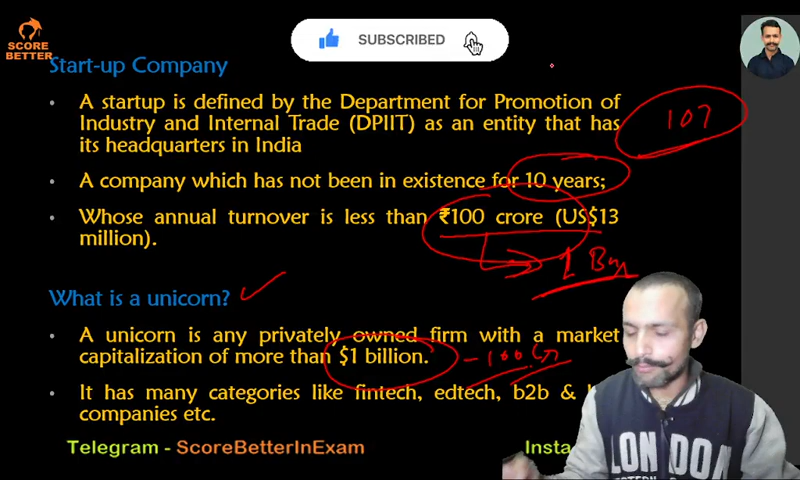 SCORE
BETTER
SUBSCRIBED
Start-up Company
• A startup is defined by the Department for Promotion of
Industry and Internal Trade (DPIIT) as an entity that has
its headquarters in India
107
• A company which has not been in existence for 10 years;
• Whose annual turnover is less than ₹100 crore (US$13
million).
What is a unicorn?
• A unicorn is any privately owned firm with a market
capitalization of more than $1 billion.
• It has many categories like fintech, edtech, b2b &
companies etc.
Telegram - ScoreBetterInExam
Insta
LONDON